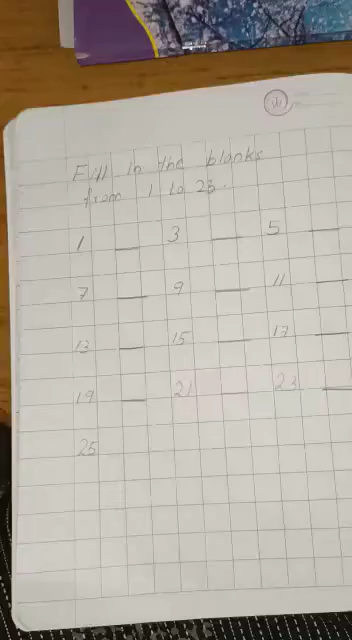 Fill in the blanks
from 1 to 23.
1 __ 3 __ 5 __
7 __ 9 __ 11 __
13 __ 15 __ 17 __
19 __ 21 __ 23 __
25